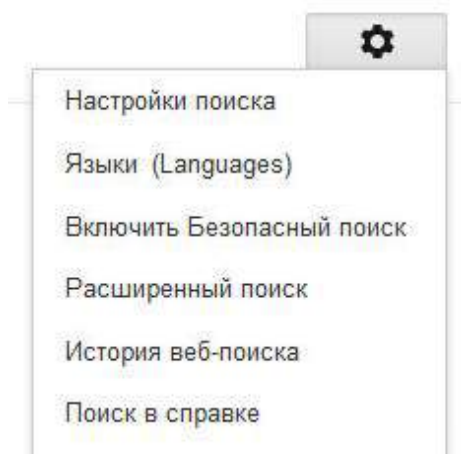 Настройки поиска
Языки (Languages)
Включить Безопасный поиск
Расширенный поиск
История веб-поиска
Поиск в справке